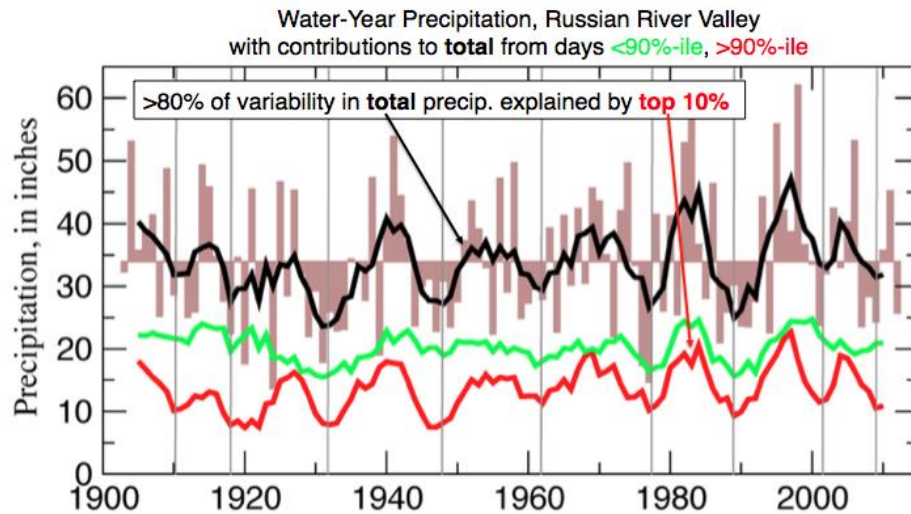 Water-Year Precipitation, Russian River Valley
with contributions to total from days <90%-ile, >90%-ile
>80% of variability in total precip. explained by top 10%
Precipitation, in inches
60
50
40
30
20
10
0
1900 1920 1940 1960 1980 2000